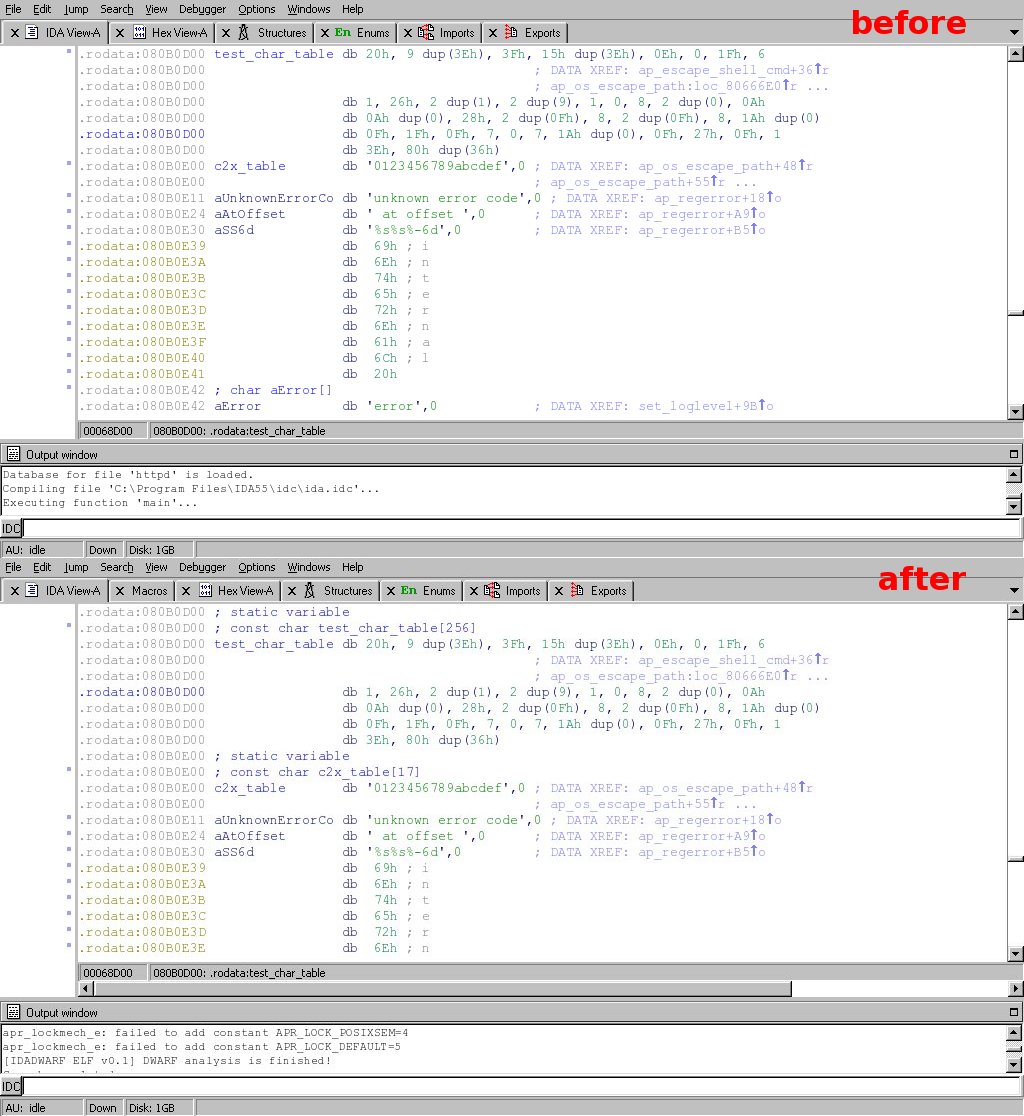 File Edit Jump Search View Debugger Options Windows Help
before
IDA View-A Hex View-A Structures En Enums Imports Exports
.rodata:080B0D00 test_char_table db 20h, 9 dup(3Eh), 3Fh, 15h dup(3Eh), 0Eh, 0, 1Fh, 6
.rodata:080B0D00 ; DATA XREF: ap_escape_shell_cmd+36↑r
.rodata:080B0D00 ; ap_os_escape_path:loc_80666E0↑r ...
.rodata:080B0D00 db 1, 26h, 2 dup(1), 2 dup(9), 1, 0, 8, 2 dup(0), 0Ah
.rodata:080B0D00 db 0Ah dup(0), 28h, 2 dup(0Fh), 8, 2 dup(0Fh), 8, 1Ah dup(0)
.rodata:080B0D00 db 0Fh, 1Fh, 0Fh, 7, 0, 7, 1Ah dup(0), 0Fh, 27h, 0Fh, 1
.rodata:080B0D00 db 3Eh, 80h dup(36h)
.rodata:080B0E00 c2x_table db '0123456789abcdef',0 ; DATA XREF: ap_os_escape_path+48↑r
.rodata:080B0E00 ; ap_os_escape_path+55↑r ...
.rodata:080B0E11 aUnknownErrorCo db 'unknown error code',0 ; DATA XREF: ap_regerror+18↑o
.rodata:080B0E24 aAtOffset db ' at offset ',0 ; DATA XREF: ap_regerror+A9↑o
.rodata:080B0E30 aSS6d db '%s%s%-6d',0 ; DATA XREF: ap_regerror+B5↑o
.rodata:080B0E39 db 69h ; i
.rodata:080B0E3A db 6Eh ; n
.rodata:080B0E3B db 74h ; t
.rodata:080B0E3C db 65h ; e
.rodata:080B0E3D db 72h ; r
.rodata:080B0E3E db 6Eh ; n
.rodata:080B0E3F db 61h ; a
.rodata:080B0E40 db 6Ch ; l
.rodata:080B0E41 db 20h
.rodata:080B0E42 ; char aError[]
.rodata:080B0E42 aError db 'error',0 ; DATA XREF: set_loglevel+9B↑o
00068D00 080B0D00: .rodata:test_char_table
Output window
Database for file 'httpd' is loaded.
Compiling file 'C:\Program Files\IDA55\idc\ida.idc'...
Executing function 'main'...
IDC
AU: idle Down Disk: 1GB
File Edit Jump Search View Debugger Options Windows Help
after
IDA View-A Macros Hex View-A Structures En Enums Imports Exports
.rodata:080B0D00 ; static variable
.rodata:080B0D00 ; const char test_char_table[256]
.rodata:080B0D00 test_char_table db 20h, 9 dup(3Eh), 3Fh, 15h dup(3Eh), 0Eh, 0, 1Fh, 6
.rodata:080B0D00 ; DATA XREF: ap_escape_shell_cmd+36↑r
.rodata:080B0D00 ; ap_os_escape_path:loc_80666E0↑r ...
.rodata:080B0D00 db 1, 26h, 2 dup(1), 2 dup(9), 1, 0, 8, 2 dup(0), 0Ah
.rodata:080B0D00 db 0Ah dup(0), 28h, 2 dup(0Fh), 8, 2 dup(0Fh), 8, 1Ah dup(0)
.rodata:080B0D00 db 0Fh, 1Fh, 0Fh, 7, 0, 7, 1Ah dup(0), 0Fh, 27h, 0Fh, 1
.rodata:080B0D00 db 3Eh, 80h dup(36h)
.rodata:080B0E00 ; static variable
.rodata:080B0E00 ; const char c2x_table[17]
.rodata:080B0E00 c2x_table db '0123456789abcdef',0 ; DATA XREF: ap_os_escape_path+48↑r
.rodata:080B0E00 ; ap_os_escape_path+55↑r ...
.rodata:080B0E11 aUnknownErrorCo db 'unknown error code',0 ; DATA XREF: ap_regerror+18↑o
.rodata:080B0E24 aAtOffset db ' at offset ',0 ; DATA XREF: ap_regerror+A9↑o
.rodata:080B0E30 aSS6d db '%s%s%-6d',0 ; DATA XREF: ap_regerror+B5↑o
.rodata:080B0E39 db 69h ; i
.rodata:080B0E3A db 6Eh ; n
.rodata:080B0E3B db 74h ; t
.rodata:080B0E3C db 65h ; e
.rodata:080B0E3D db 72h ; r
.rodata:080B0E3E db 6Eh ; n
00068D00 080B0D00: .rodata:test_char_table
Output window
apr_lockmech_e: failed to add constant APR_LOCK_POSIXSEM=4
apr_lockmech_e: failed to add constant APR_LOCK_DEFAULT=5
[IDADWARF ELF v0.1] DWARF analysis is finished!
IDC
AU: idle Down Disk: 1GB